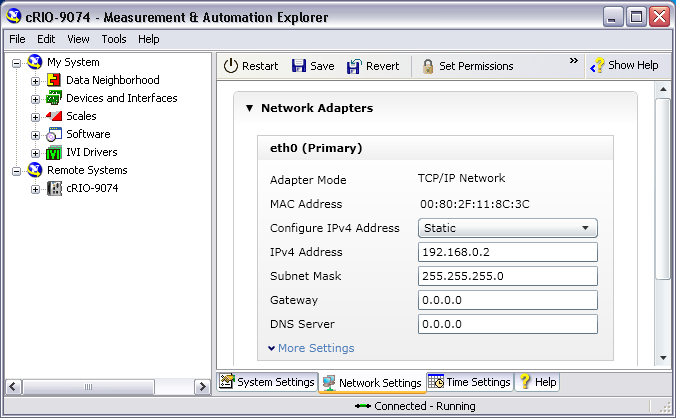 cRIO-9074 - Measurement & Automation Explorer
File Edit View Tools Help
My System
Data Neighborhood
Devices and Interfaces
Scales
Software
IVI Drivers
Remote Systems
cRIO-9074
Restart Save Revert Set Permissions » Show Help
Network Adapters
eth0 (Primary)
Adapter Mode TCP/IP Network
MAC Address 00:80:2F:11:8C:3C
Configure IPv4 Address Static
IPv4 Address 192.168.0.2
Subnet Mask 255.255.255.0
Gateway 0.0.0.0
DNS Server 0.0.0.0
More Settings
System Settings Network Settings Time Settings Help
Connected - Running